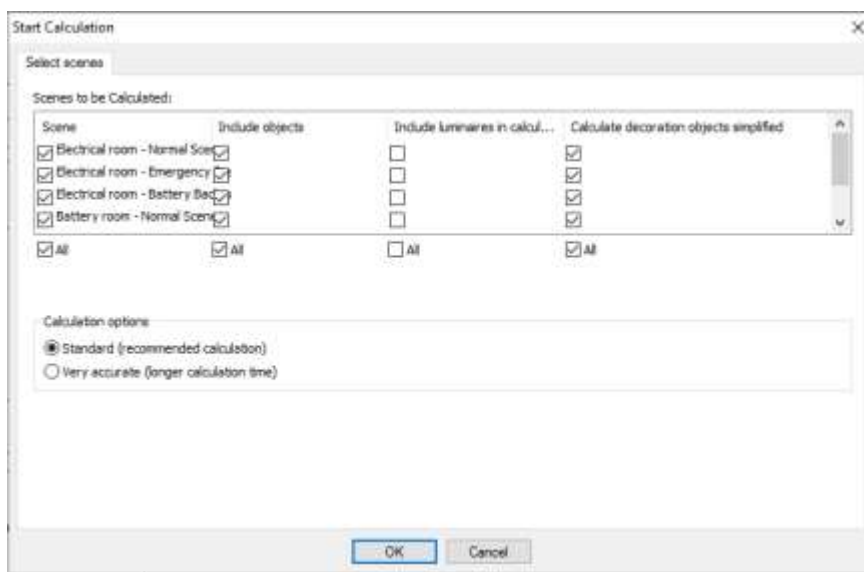 Start Calculation
Select scenes
Scenes to be Calculated:
Scene Include objects Include luminaires in calcul... Calculate decoration objects simplified
Electrical room - Normal Scen
Electrical room - Emergency
Electrical room - Battery Bac
Battery room - Normal Scene
All All All All
Calculation options
Standard (recommended calculation)
Very accurate (longer calculation time)
OK Cancel